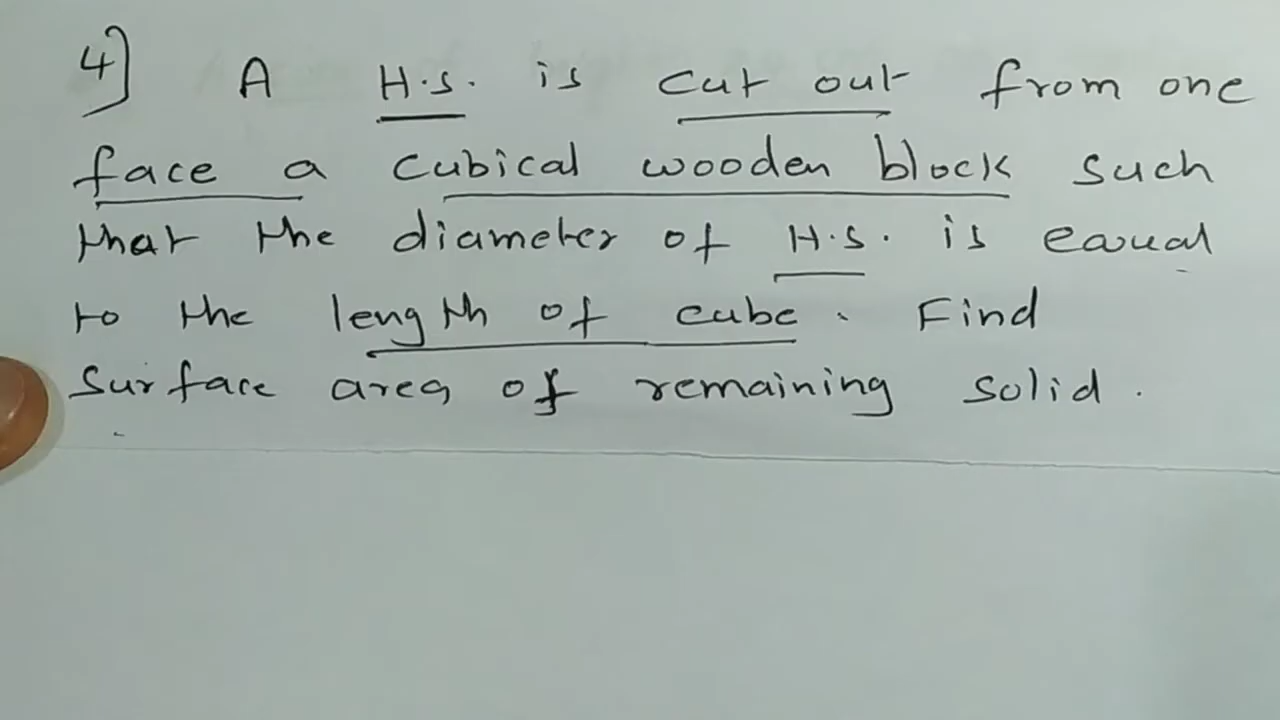 4] A H.S. is cut out from one
face a cubical wooden block such
that the diameter of H.S. is equal
to the length of cube. Find
surface area of remaining solid.